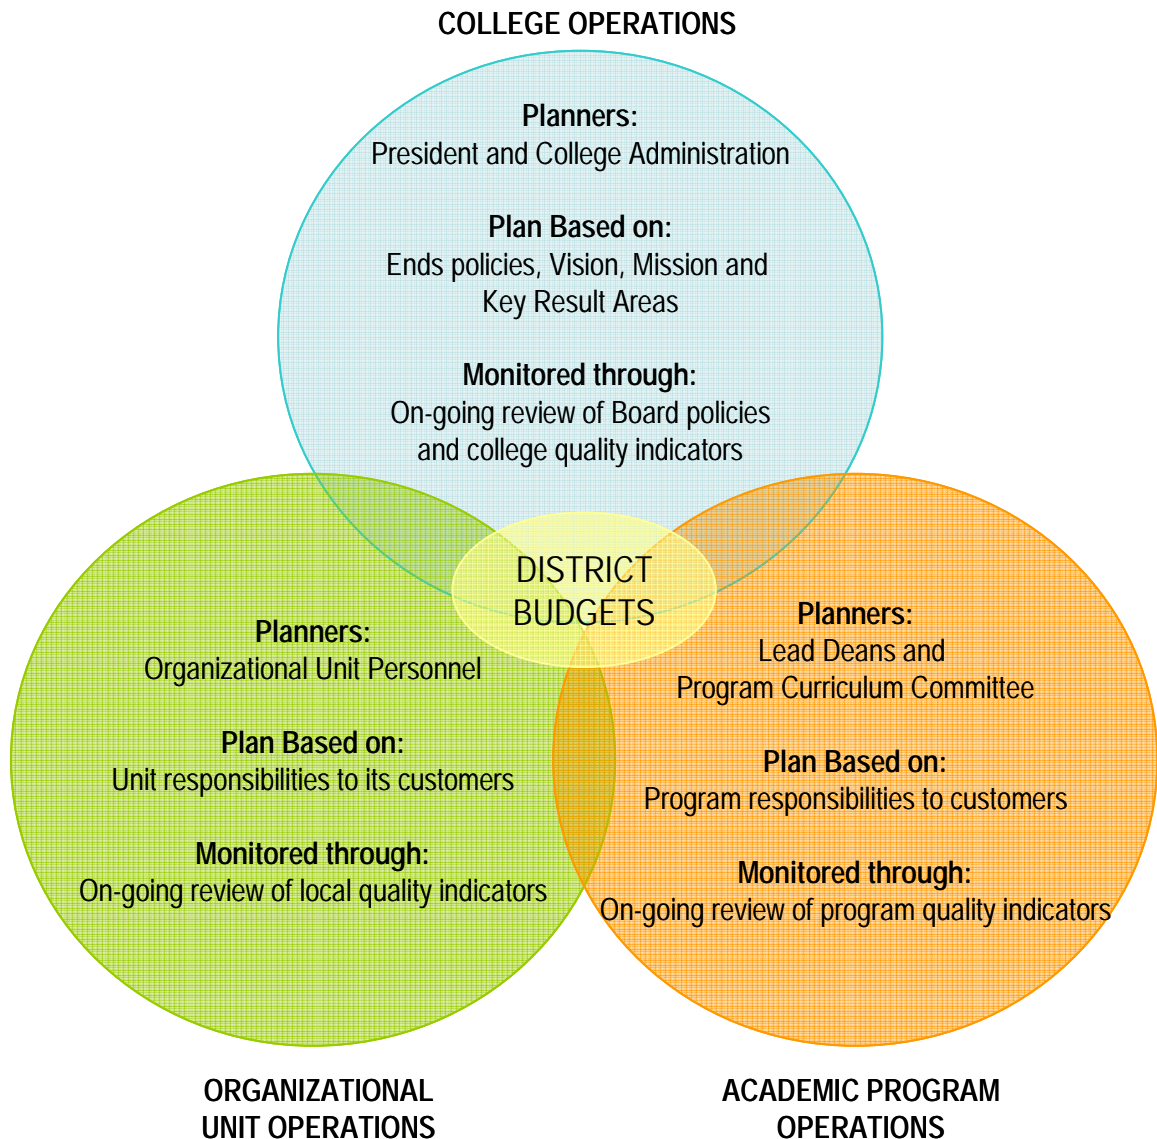 COLLEGE OPERATIONS
Planners:
President and College Administration
Plan Based on:
Ends policies, Vision, Mission and
Key Result Areas
Monitored through:
On-going review of Board policies
and college quality indicators
DISTRICT
BUDGETS
Planners:
Organizational Unit Personnel
Plan Based on:
Unit responsibilities to its customers
Monitored through:
On-going review of local quality indicators
Planners:
Lead Deans and
Program Curriculum Committee
Plan Based on:
Program responsibilities to customers
Monitored through:
On-going review of program quality indicators
ORGANIZATIONAL
UNIT OPERATIONS
ACADEMIC PROGRAM
OPERATIONS